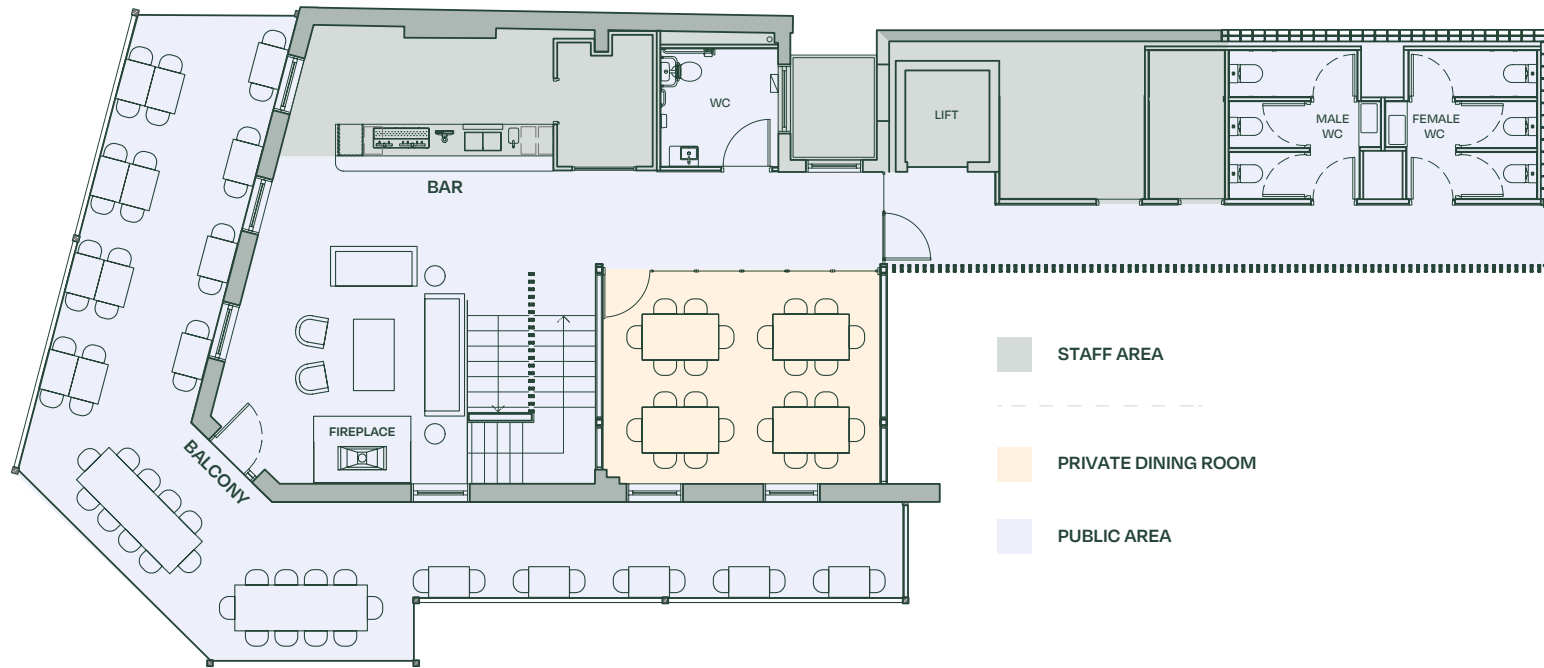 WC
LIFT
MALE
WC
FEMALE
WC
BAR
FIREPLACE
BALCONY
STAFF AREA
PRIVATE DINING ROOM
PUBLIC AREA